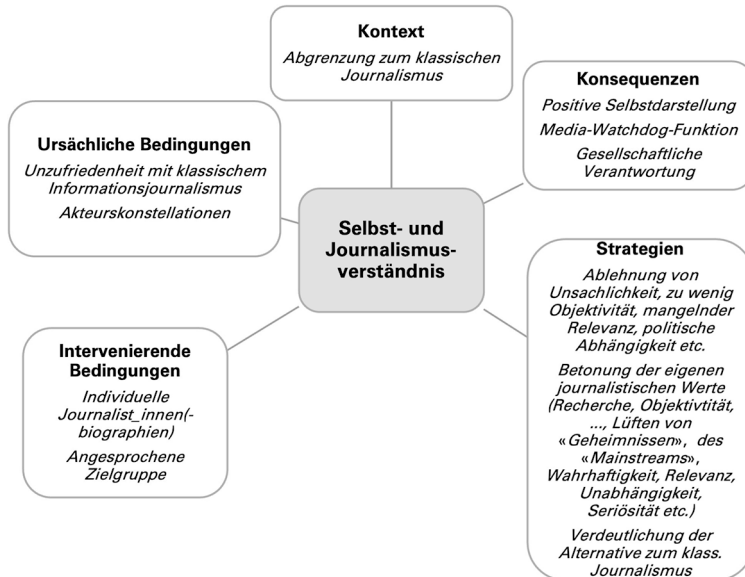 Kontext
Abgrenzung zum klassischen
Journalismus
Konsequenzen
Positive Selbstdarstellung
Media-Watchdog-Funktion
Gesellschaftliche
Verantwortung
Ursächliche Bedingungen
Unzufriedenheit mit klassischem
Informationsjournalismus
Akteurskonstellationen
Selbst- und
Journalismus-
verständnis
Strategien
Ablehnung von
Unsachlichkeit, zu wenig
Objektivität, mangelnder
Relevanz, politische
Abhängigkeit etc.
Betonung der eigenen
journalistischen Werte
(Recherche, Objektivtität,
..., Lüften von
«Geheimnissen», des
«Mainstreams»,
Wahrhaftigkeit, Relevanz,
Unabhängigkeit,
Seriösität etc.)
Verdeutlichung der
Alternative zum klass.
Journalismus
Intervenierende
Bedingungen
Individuelle
Journalist_innen(-
biographien)
Angesprochene
Zielgruppe